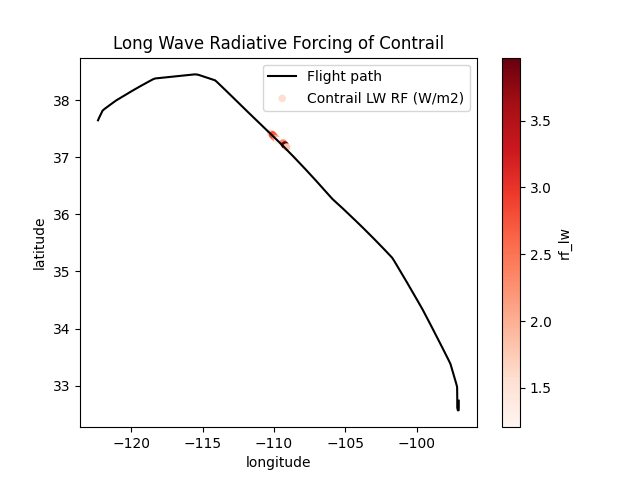 Long Wave Radiative Forcing of Contrail
Flight path
Contrail LW RF (W/m2)
38
37
36
35
34
33
latitude
−120
−115
−110
−105
−100
longitude
3.5
3.0
2.5
2.0
1.5
rf_lw